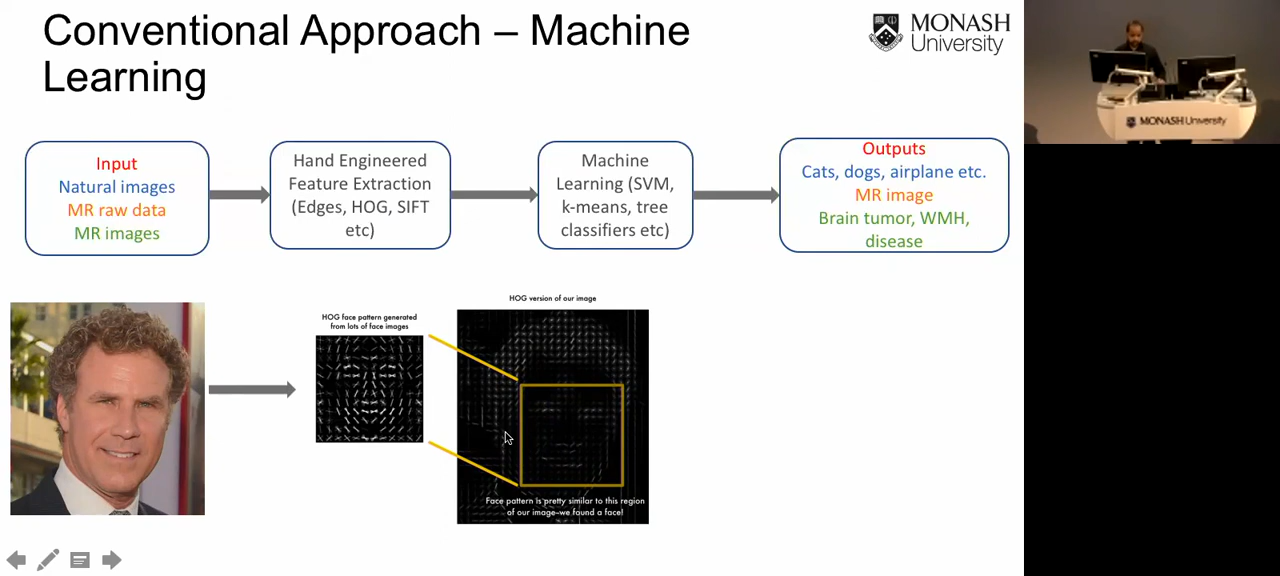 Conventional Approach – Machine
Learning
MONASH
University
Input
Natural images
MR raw data
MR images
Hand Engineered
Feature Extraction
(Edges, HOG, SIFT
etc)
Machine
Learning (SVM,
k-means, tree
classifiers etc)
Outputs
Cats, dogs, airplane etc.
MR image
Brain tumor, WMH,
disease
HOG face pattern generated
from lots of face images
HOG version of our image
Face pattern is pretty similar to this region
of our image–we found a face!
MONASH University